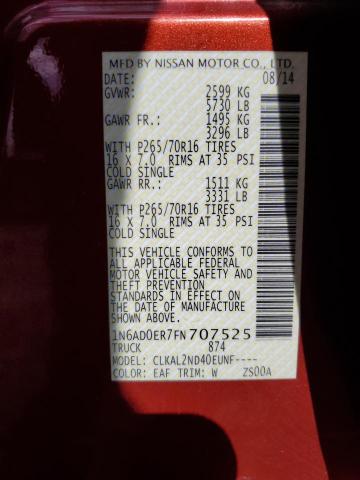 MFD BY NISSAN MOTOR CO., LTD.
DATE: 08/14
GVWR: 2599 KG
5730 LB
GAWR FR.: 1495 KG
3296 LB
WITH P265/70R16 TIRES
16 X 7.0 RIMS AT 35 PSI
COLD SINGLE
GAWR RR.: 1511 KG
3331 LB
WITH P265/70R16 TIRES
16 X 7.0 RIMS AT 35 PSI
COLD SINGLE
THIS VEHICLE CONFORMS TO
ALL APPLICABLE FEDERAL
MOTOR VEHICLE SAFETY AND
THEFT PREVENTION
STANDARDS IN EFFECT ON
THE DATE OF MANUFACTURE
SHOWN ABOVE.
1N6AD0ER7FN707525
TRUCK 874
MODEL: CLKAL2ND40EUNF----
COLOR: EAF TRIM: W ZS00A